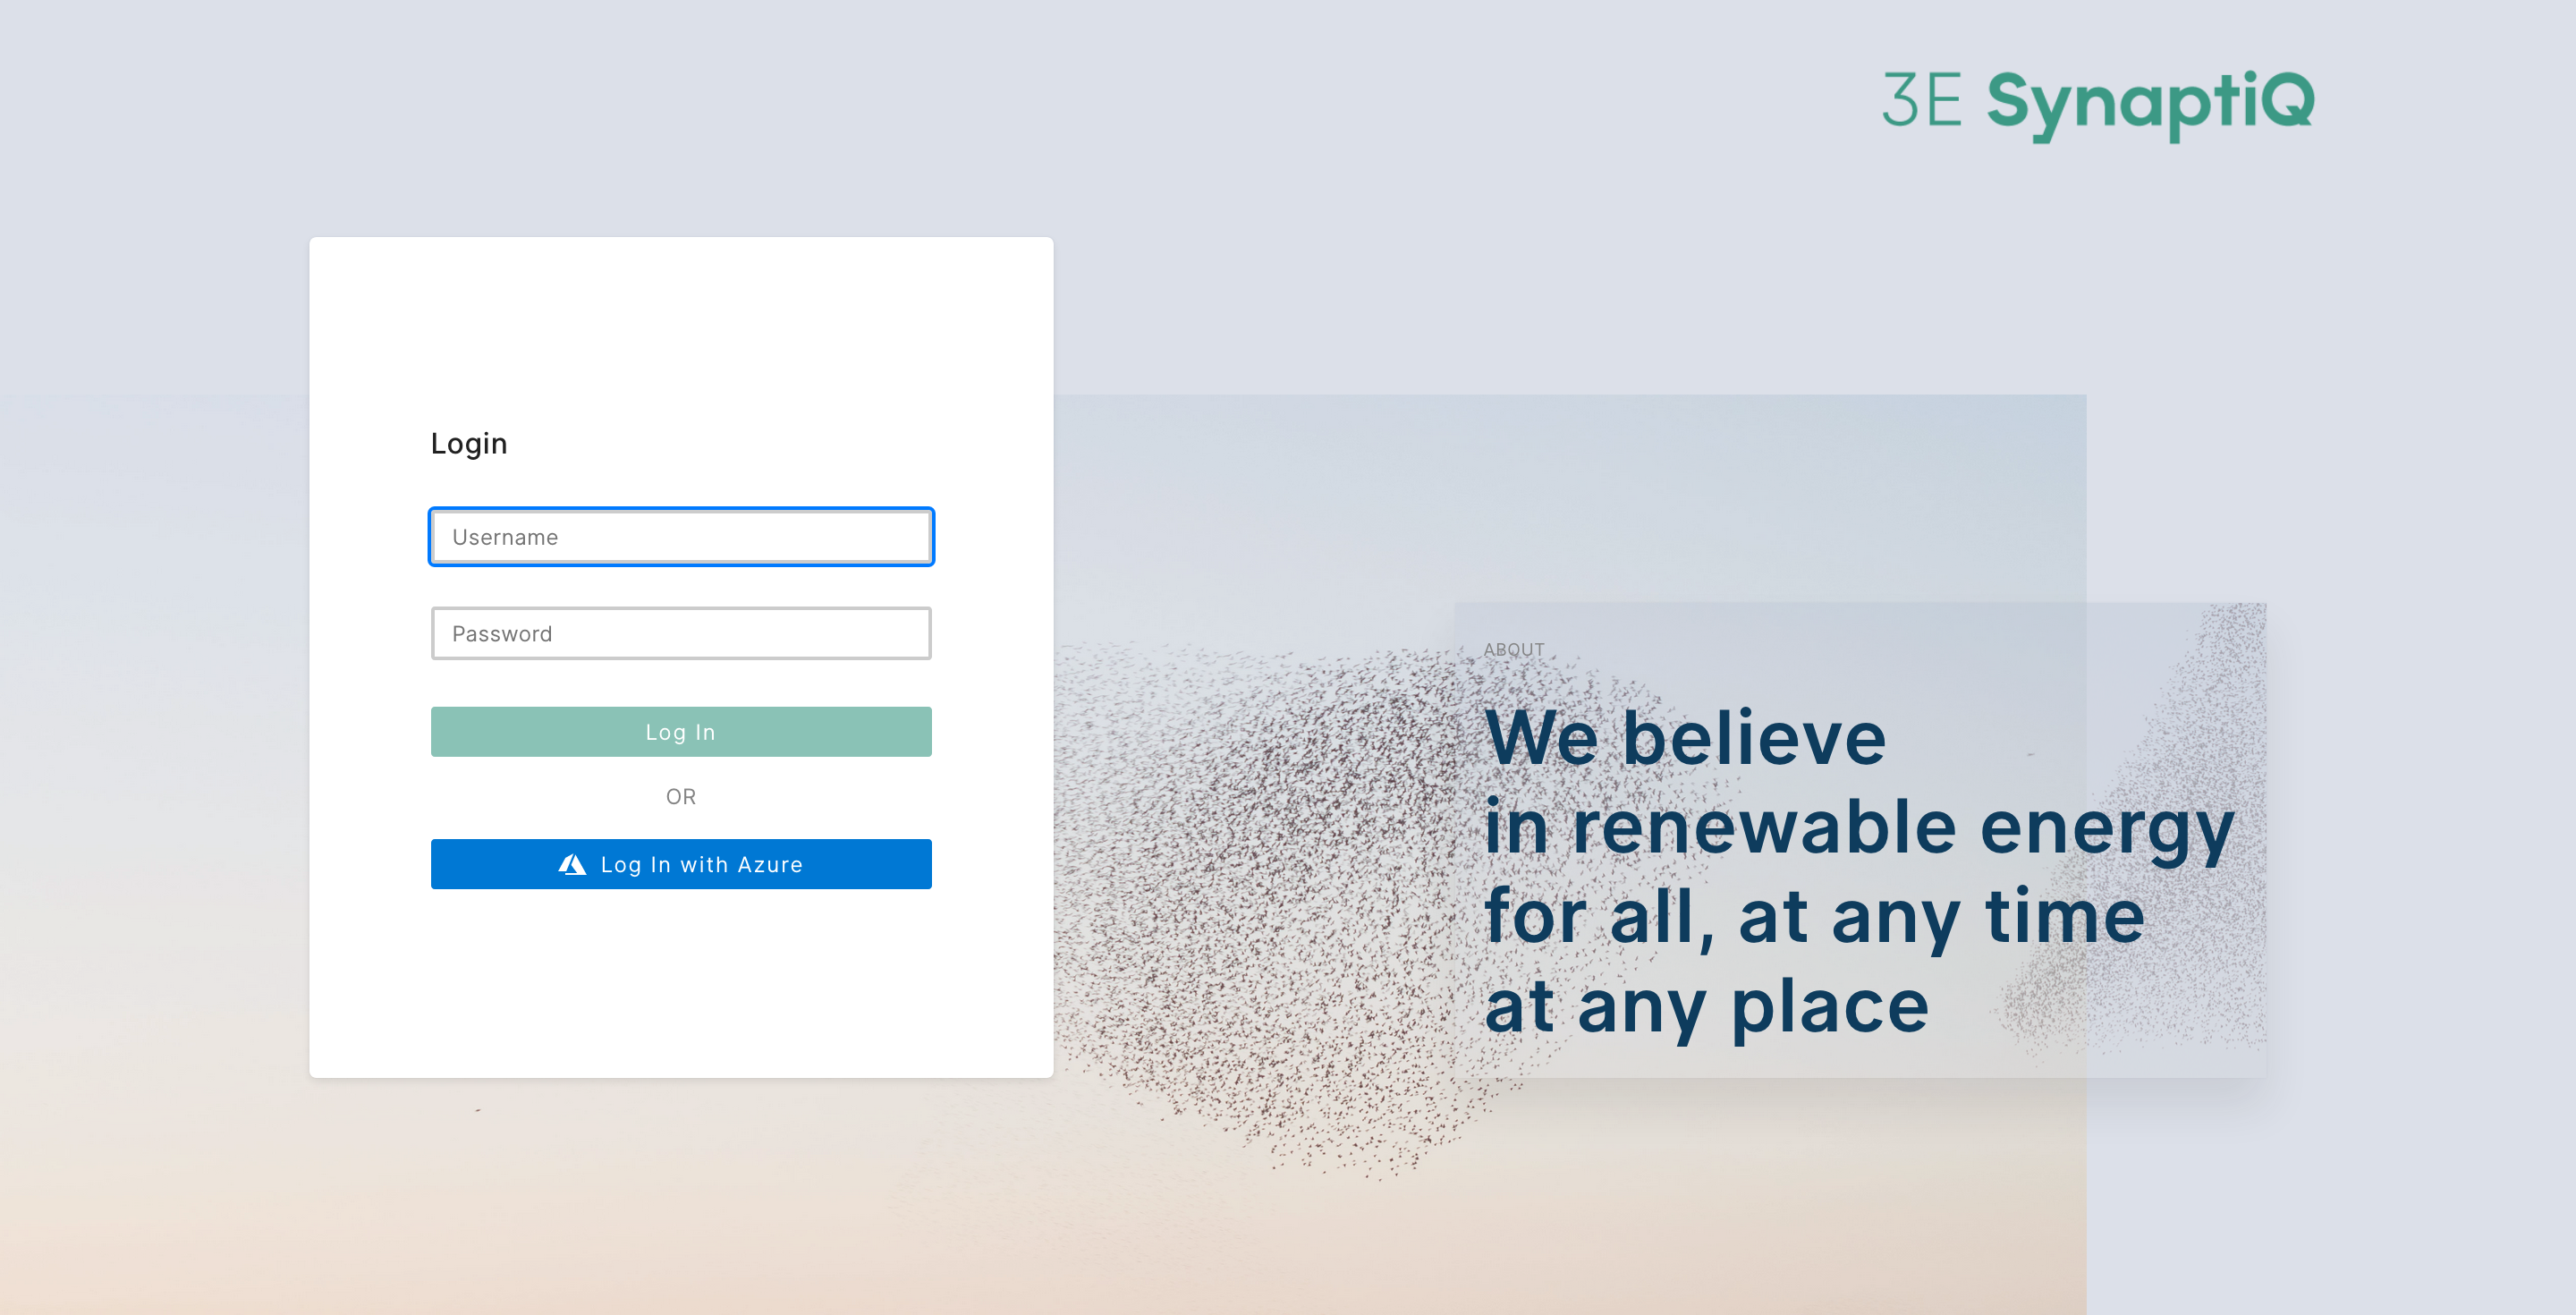 3E SynaptiQ
Login
Username
Password
Log In
OR
Log In with Azure
ABOUT
We believe
in renewable energy
for all, at any time
at any place